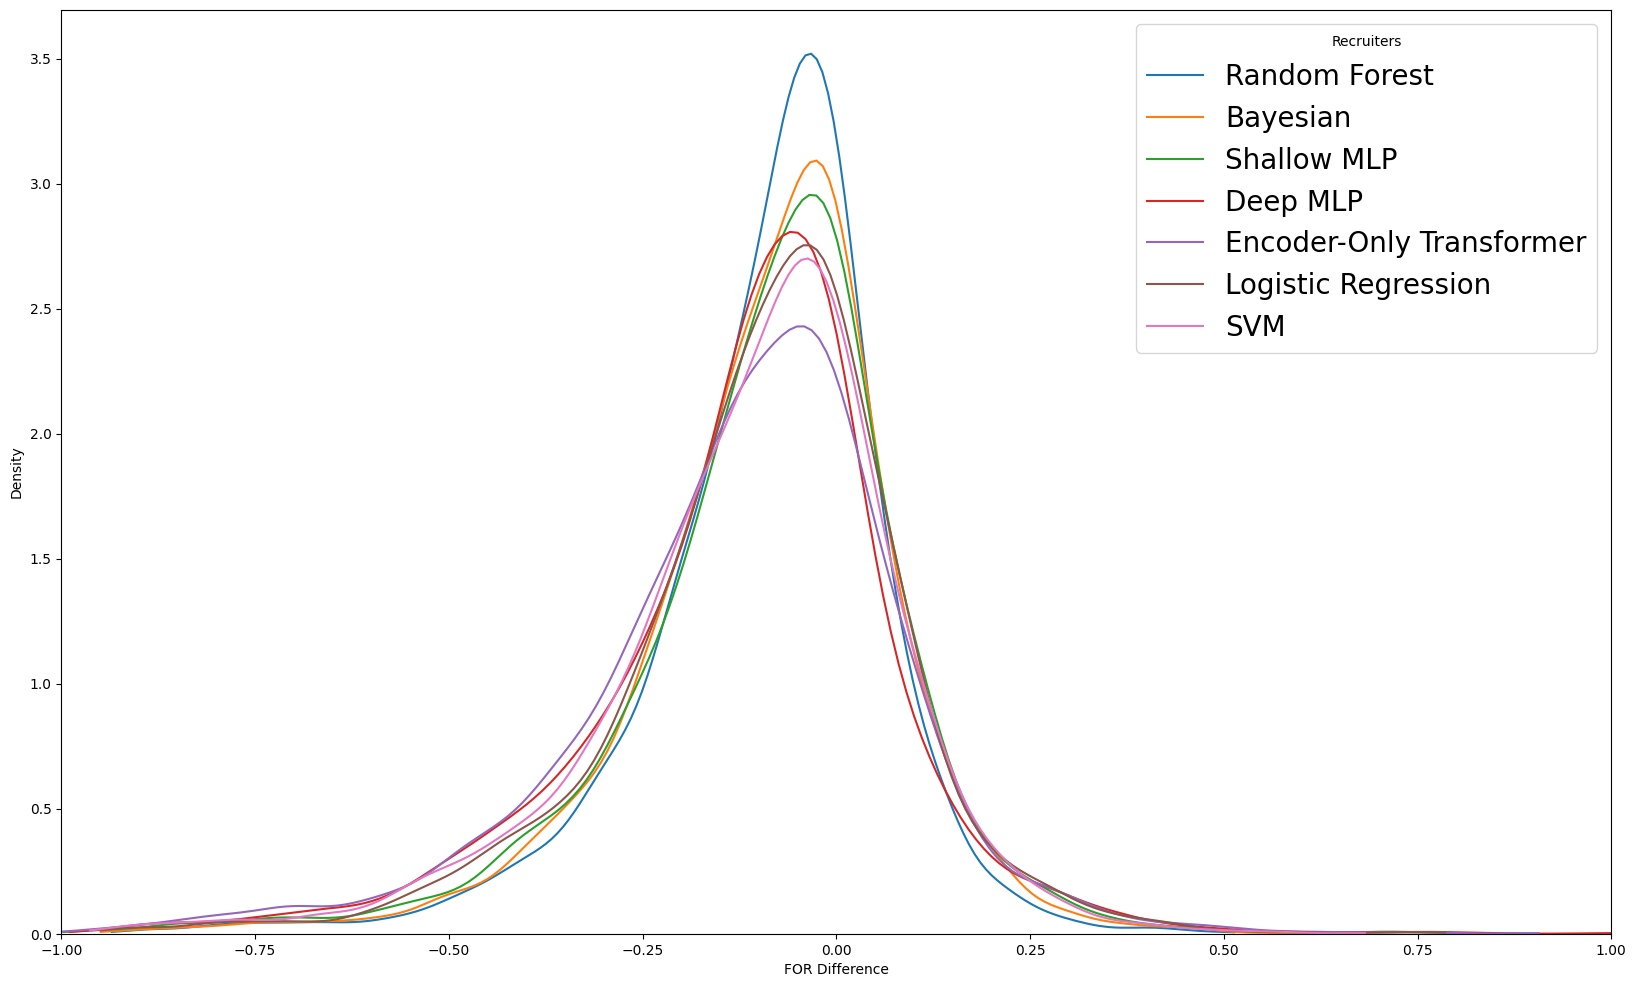 Recruiters
Random Forest
Bayesian
Shallow MLP
Deep MLP
Encoder-Only Transformer
Logistic Regression
SVM
3.5
3.0
2.5
2.0
1.5
1.0
0.5
0.0
Density
−1.00 −0.75 −0.50 −0.25 0.00 0.25 0.50 0.75 1.00
FOR Difference